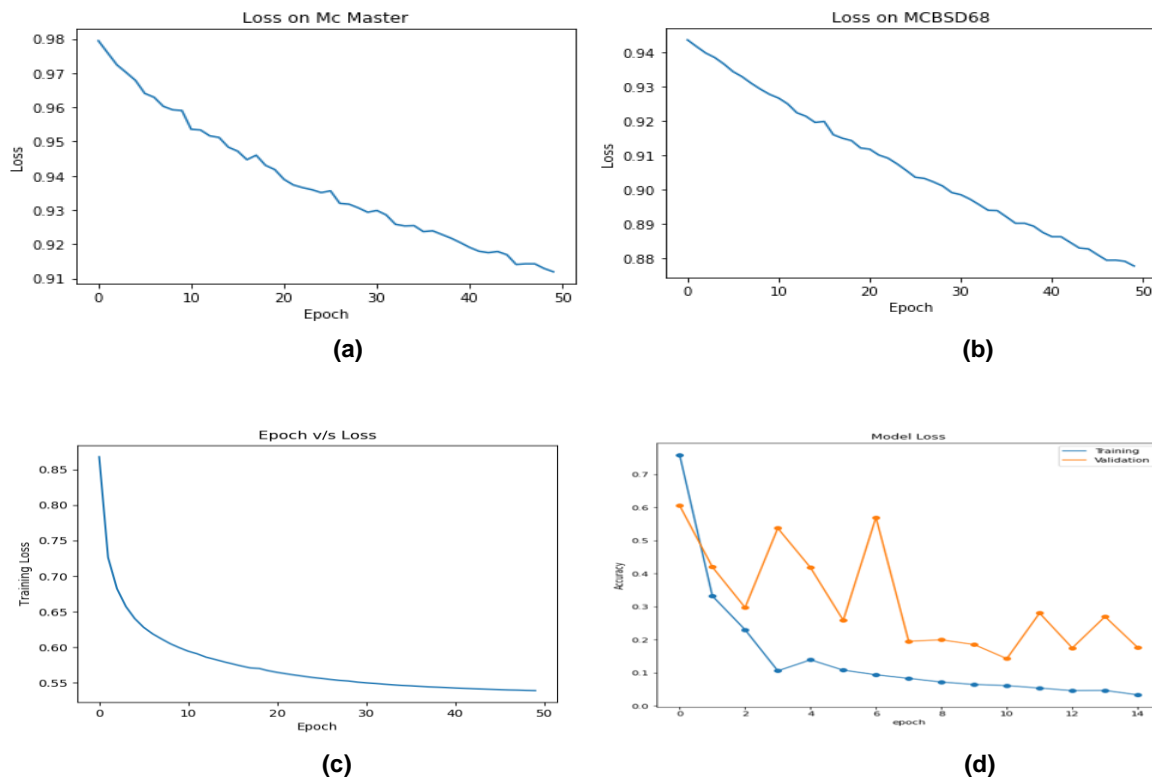 Loss on Mc Master
0.98
0.97
0.96
0.95
0.94
0.93
0.92
0.91
Loss
0 10 20 30 40 50
Epoch
(a)
Loss on MCBSD68
0.94
0.93
0.92
0.91
0.90
0.89
0.88
Loss
0 10 20 30 40 50
Epoch
(b)
Epoch v/s Loss
0.85
0.80
0.75
0.70
0.65
0.60
0.55
Training Loss
0 10 20 30 40 50
Epoch
(c)
Model Loss
Training
Validation
0.7
0.6
0.5
0.4
0.3
0.2
0.1
0.0
Accuracy
0 2 4 6 8 10 12 14
epoch
(d)